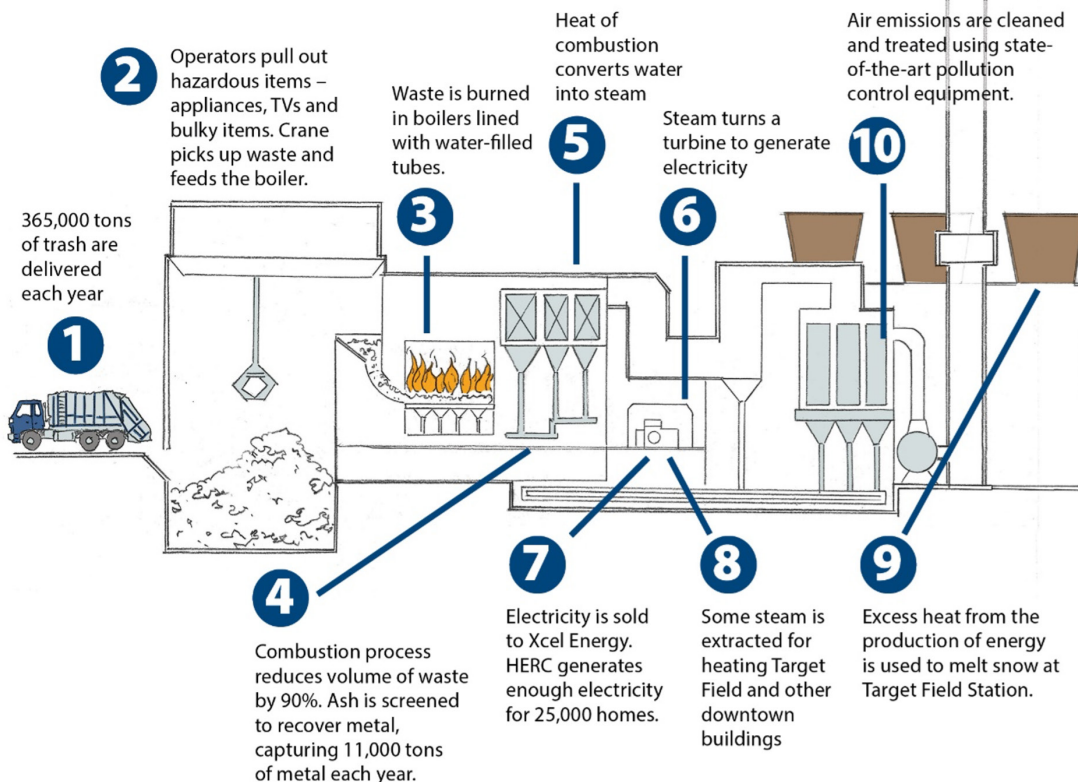 1
365,000 tons
of trash are
delivered
each year
2
Operators pull out
hazardous items –
appliances, TVs and
bulky items. Crane
picks up waste and
feeds the boiler.
3
Waste is burned
in boilers lined
with water-filled
tubes.
4
Combustion process
reduces volume of waste
by 90%. Ash is screened
to recover metal,
capturing 11,000 tons
of metal each year.
5
Heat of
combustion
converts water
into steam
6
Steam turns a
turbine to generate
electricity
7
Electricity is sold
to Xcel Energy.
HERC generates
enough electricity
for 25,000 homes.
8
Some steam is
extracted for
heating Target
Field and other
downtown
buildings
9
Excess heat from the
production of energy
is used to melt snow at
Target Field Station.
10
Air emissions are cleaned
and treated using state-
of-the-art pollution
control equipment.